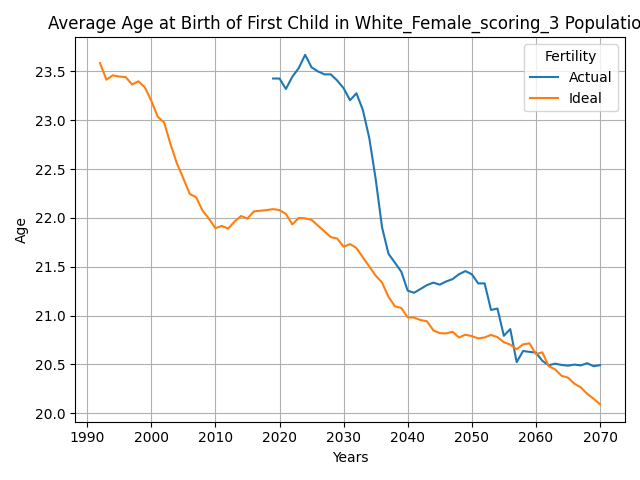 Average Age at Birth of First Child in White_Female_scoring_3 Populatio
Fertility
Actual
Ideal
23.5
23.0
22.5
22.0
21.5
21.0
20.5
20.0
Age
1990 2000 2010 2020 2030 2040 2050 2060 2070
Years